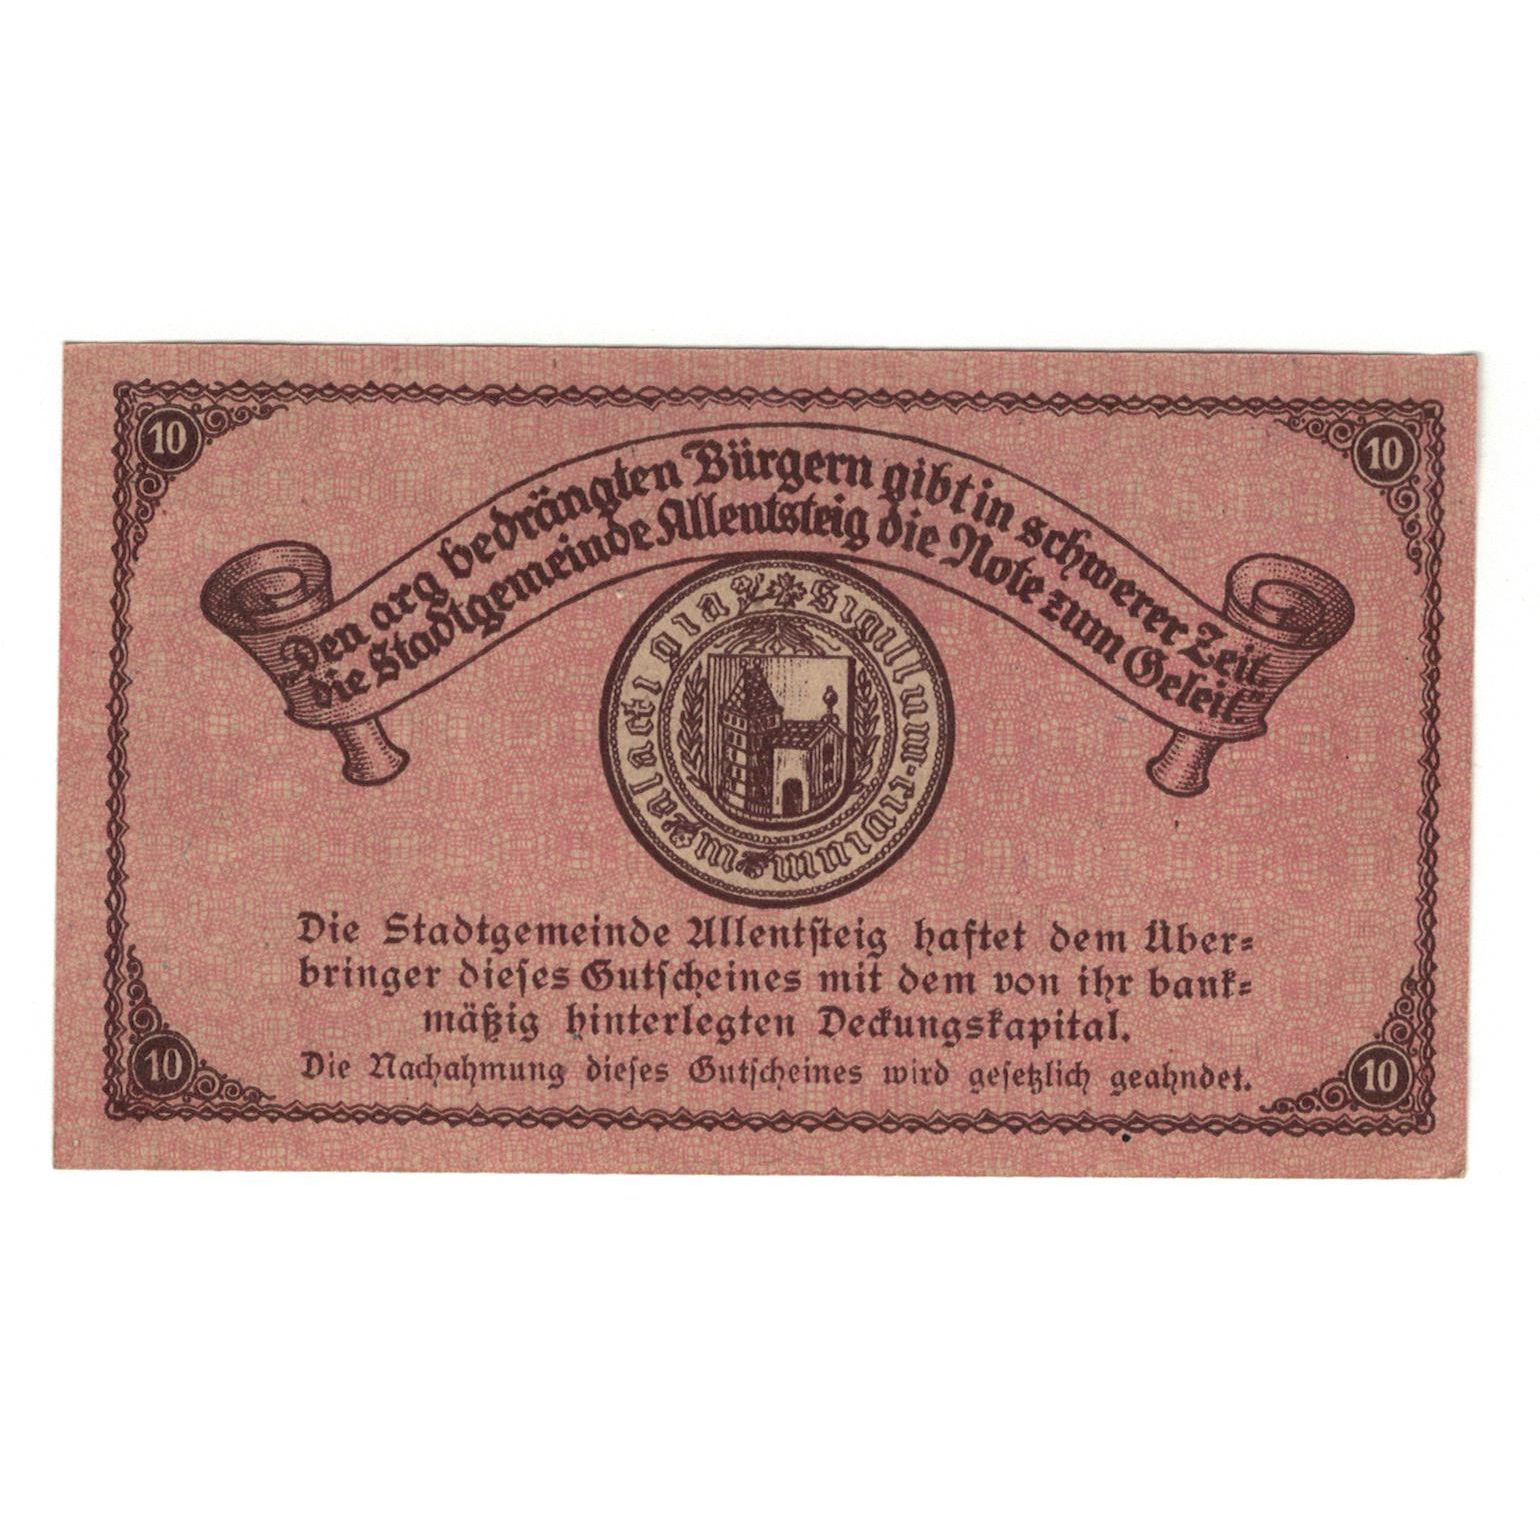 10
10
Den arg bedrängten Bürgern gibt in schwerer Zeit
die Stadtgemeinde Allentsteig die Note zum Geleit."
Sigillum civium
Die Stadtgemeinde Allentsteig haftet dem Über-
bringer dieses Gutscheines mit dem von ihr bank-
mäßig hinterlegten Deckungskapital.
Die Nachahmung dieses Gutscheines wird gesetzlich geahndet.
10
10